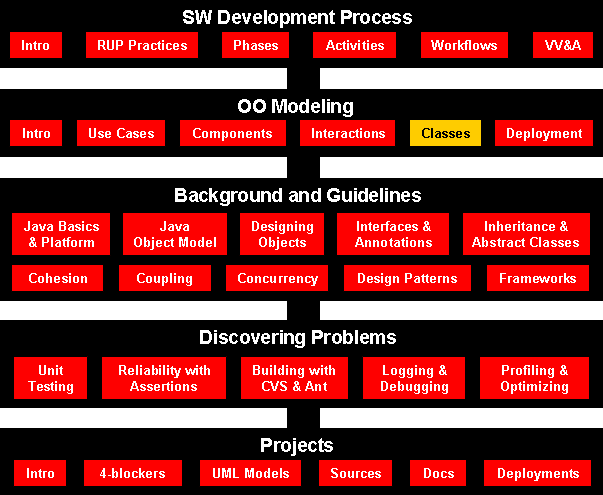 SW Development Process
Intro RUP Practices Phases Activities Workflows VV&A
OO Modeling
Intro Use Cases Components Interactions Classes Deployment
Background and Guidelines
Java Basics Java Designing Interfaces & Inheritance &
& Platform Object Model Objects Annotations Abstract Classes
Cohesion Coupling Concurrency Design Patterns Frameworks
Discovering Problems
Unit Reliability with Building with Logging & Profiling &
Testing Assertions CVS & Ant Debugging Optimizing
Projects
Intro 4-blockers UML Models Sources Docs Deployments